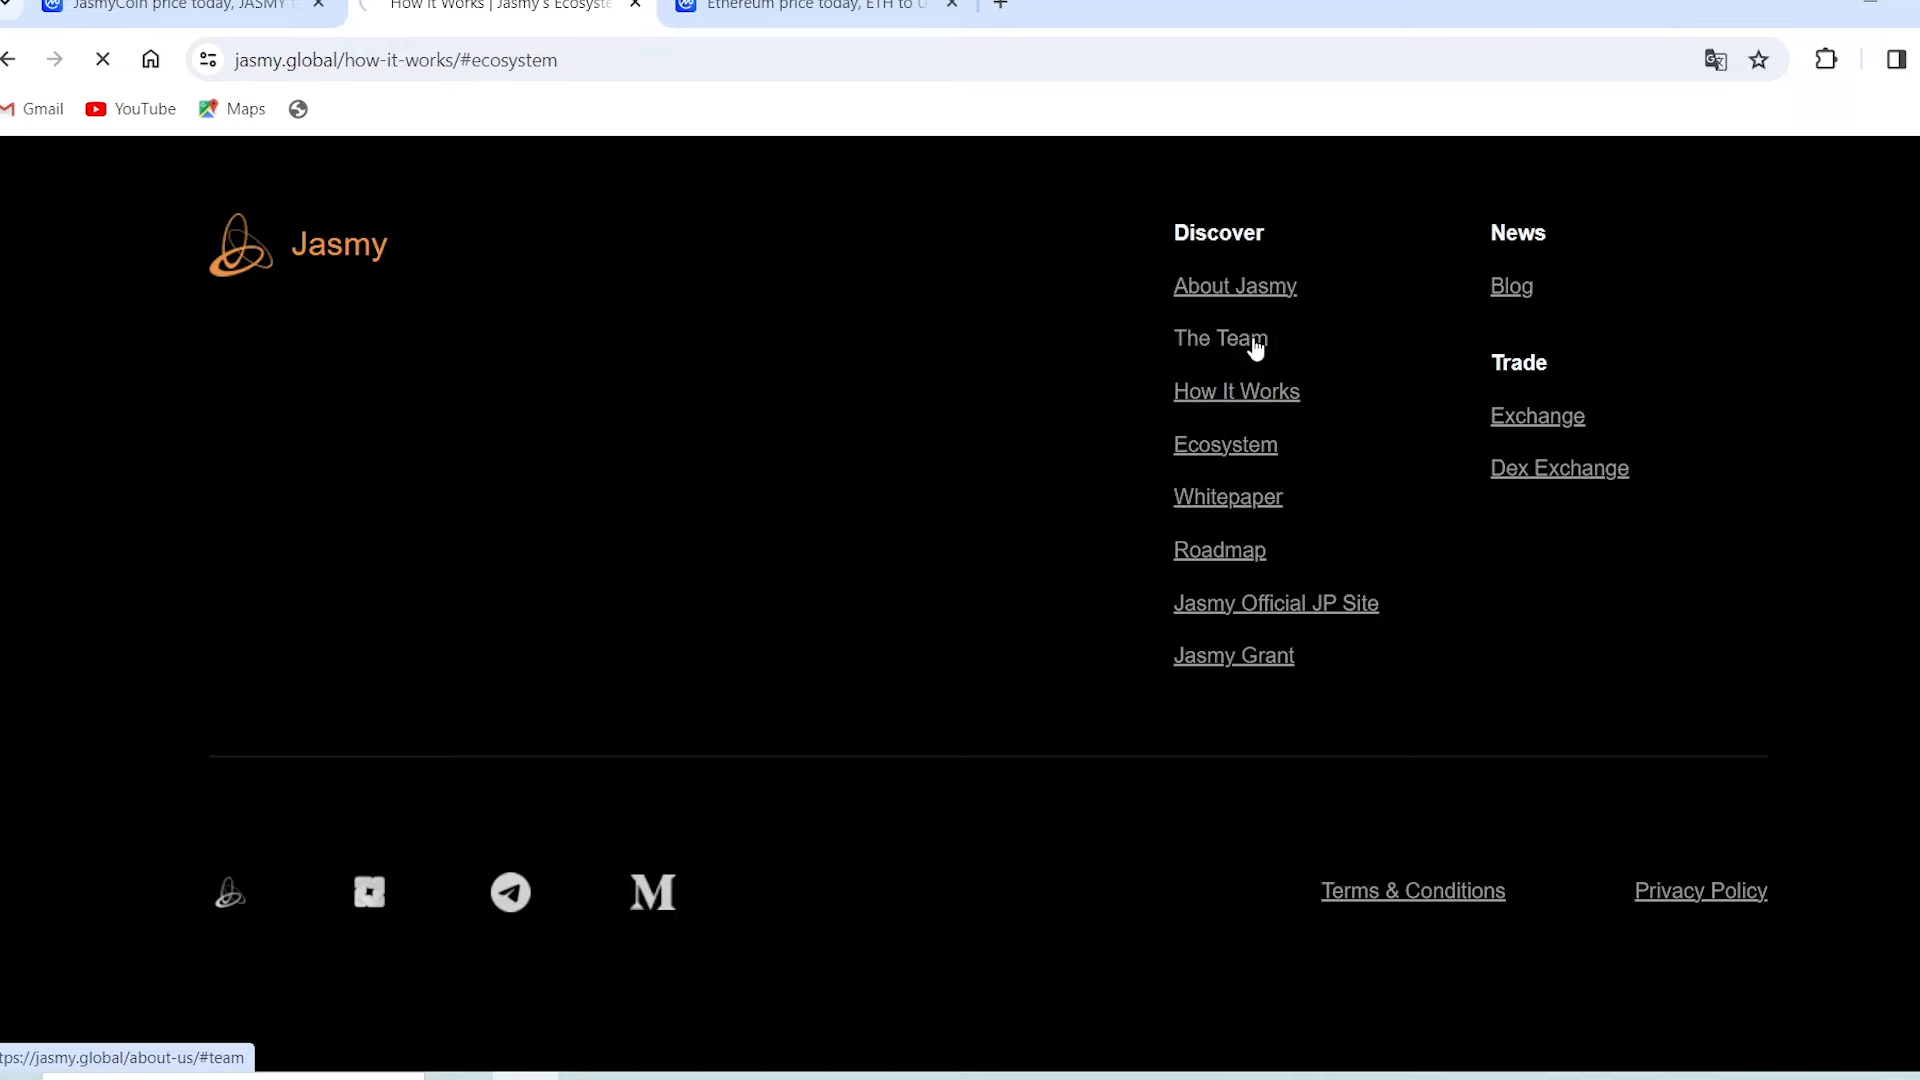 JasmyCoin price today, JASMY t
How It Works | Jasmy's Ecosyste
Ethereum price today, ETH to U
jasmy.global/how-it-works/#ecosystem
Gmail
YouTube
Maps
Jasmy
Discover
About Jasmy
The Team
How It Works
Ecosystem
Whitepaper
Roadmap
Jasmy Official JP Site
Jasmy Grant
News
Blog
Trade
Exchange
Dex Exchange
M
Terms & Conditions
Privacy Policy
tps://jasmy.global/about-us/#team